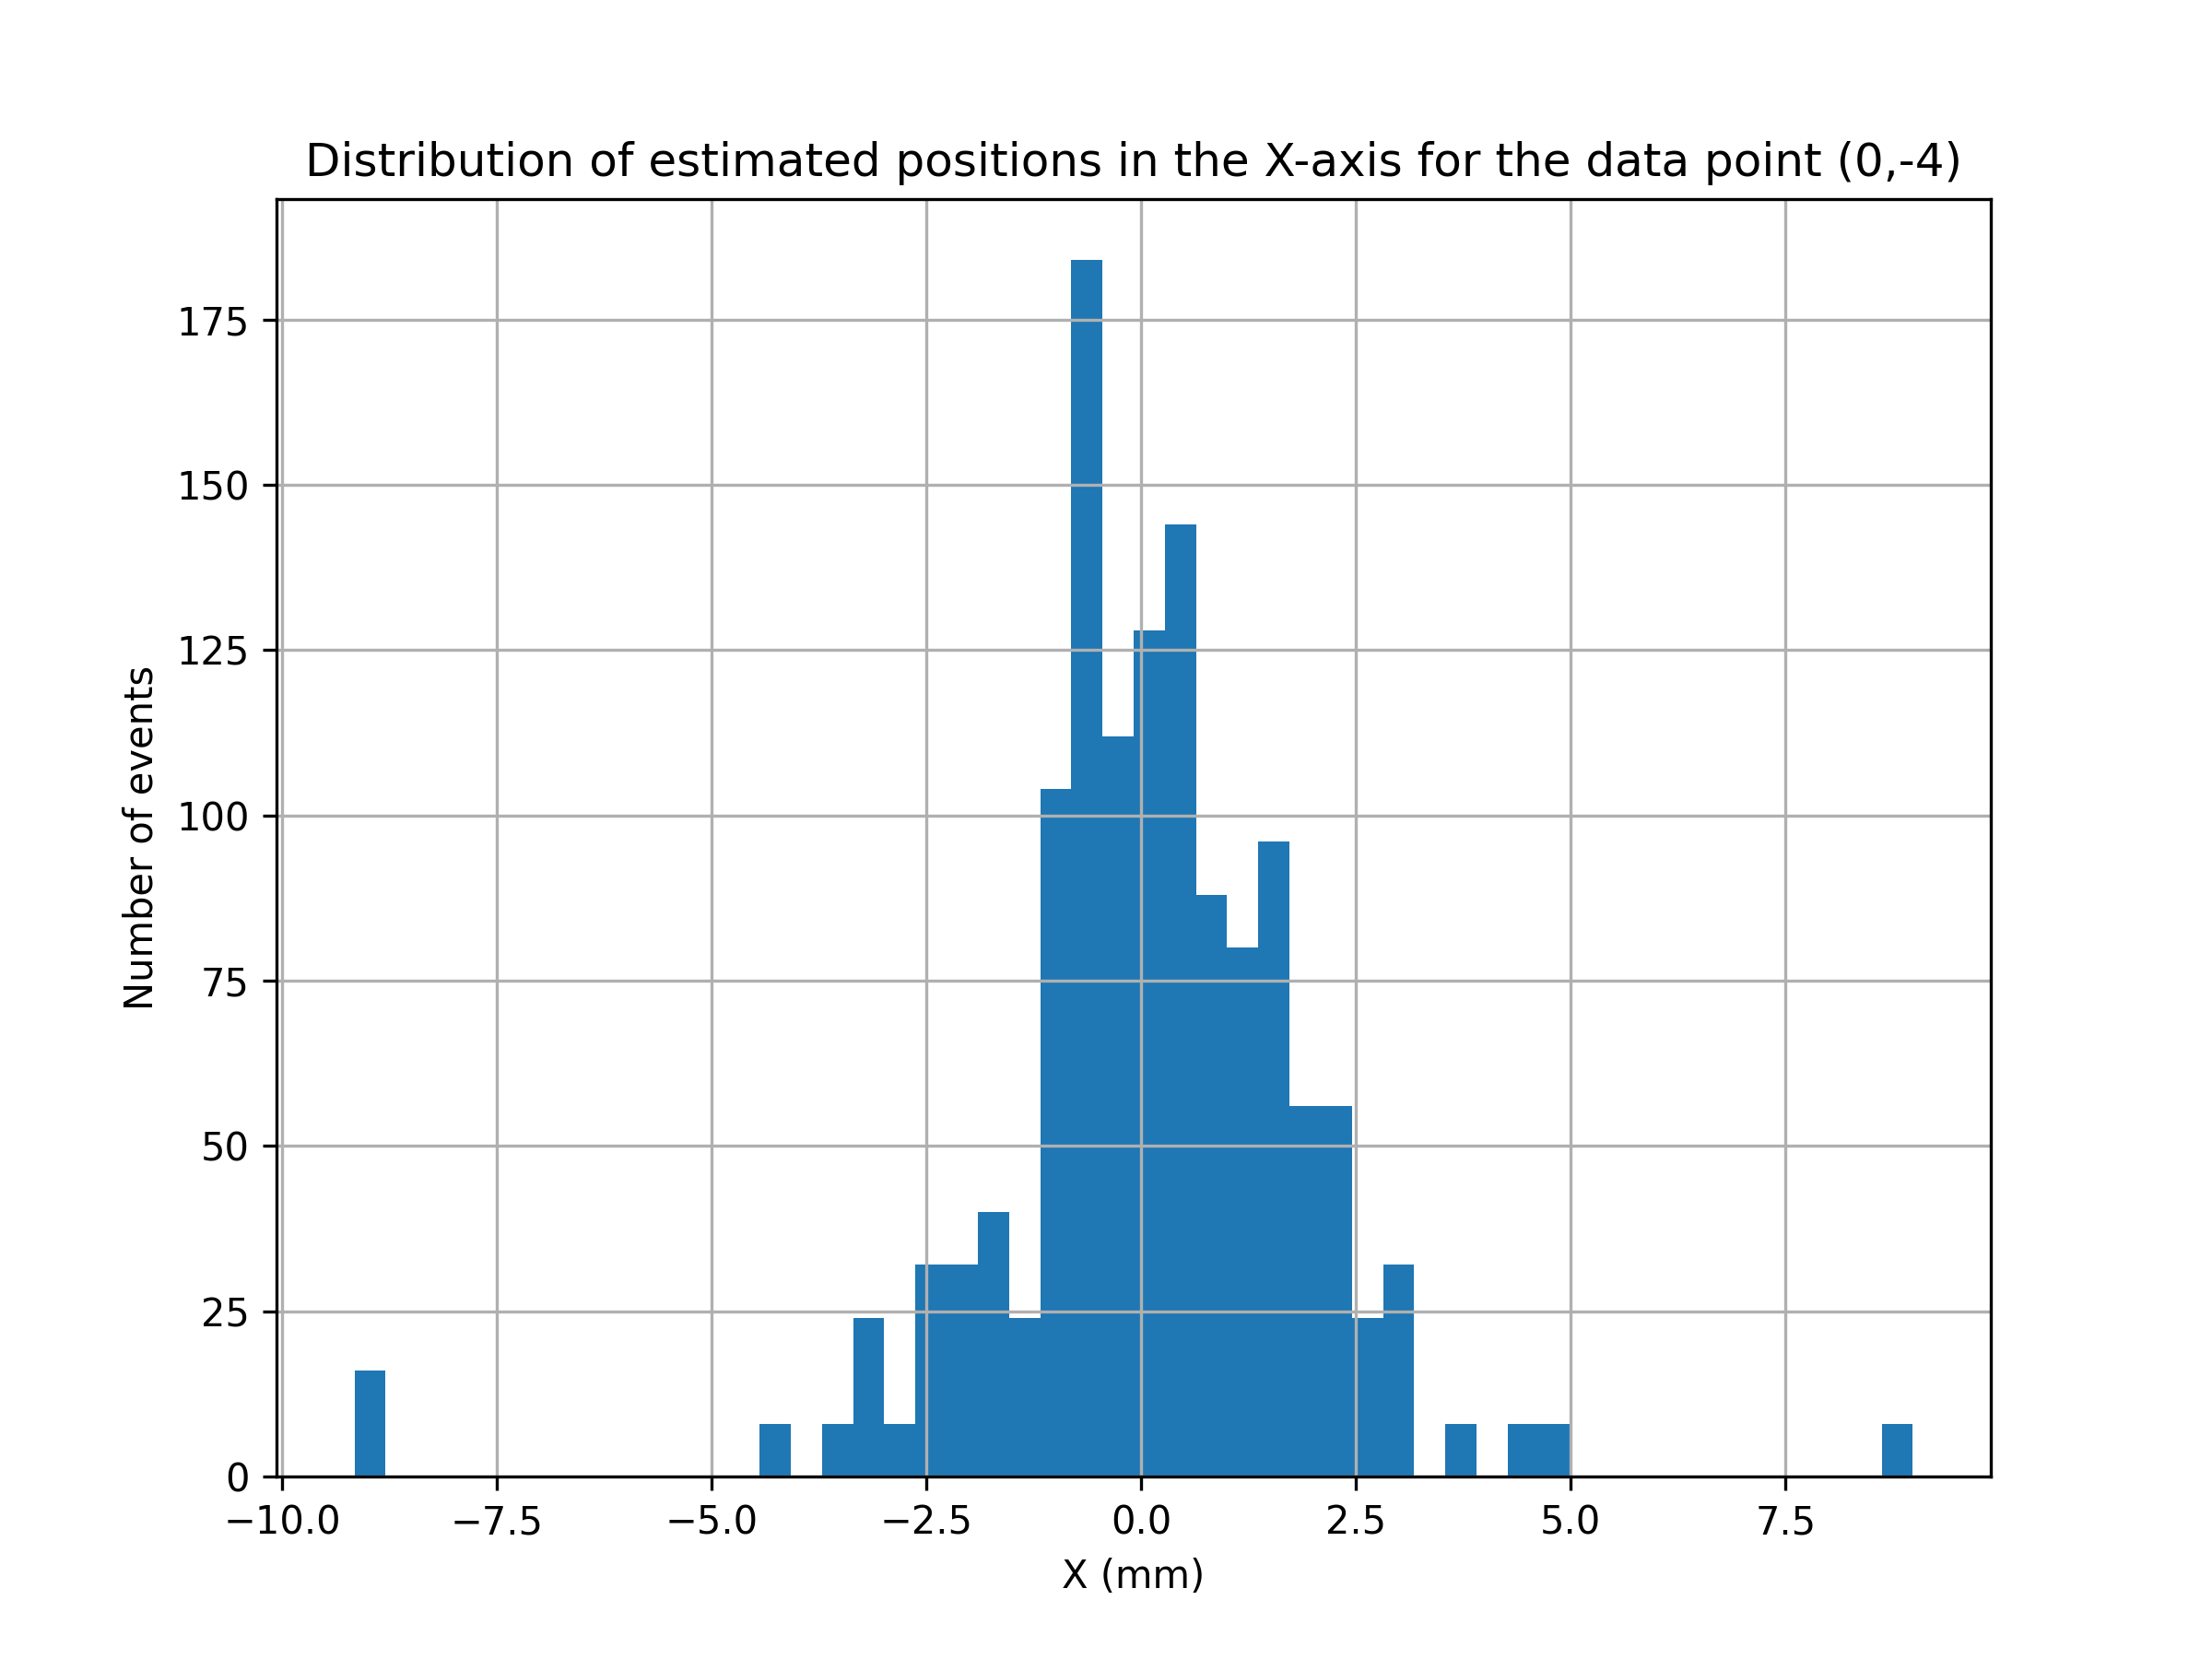 Distribution of estimated positions in the X-axis for the data point (0,-4)
175
150
125
100
75
50
25
0
Number of events
−10.0 −7.5 −5.0 −2.5 0.0 2.5 5.0 7.5
X (mm)